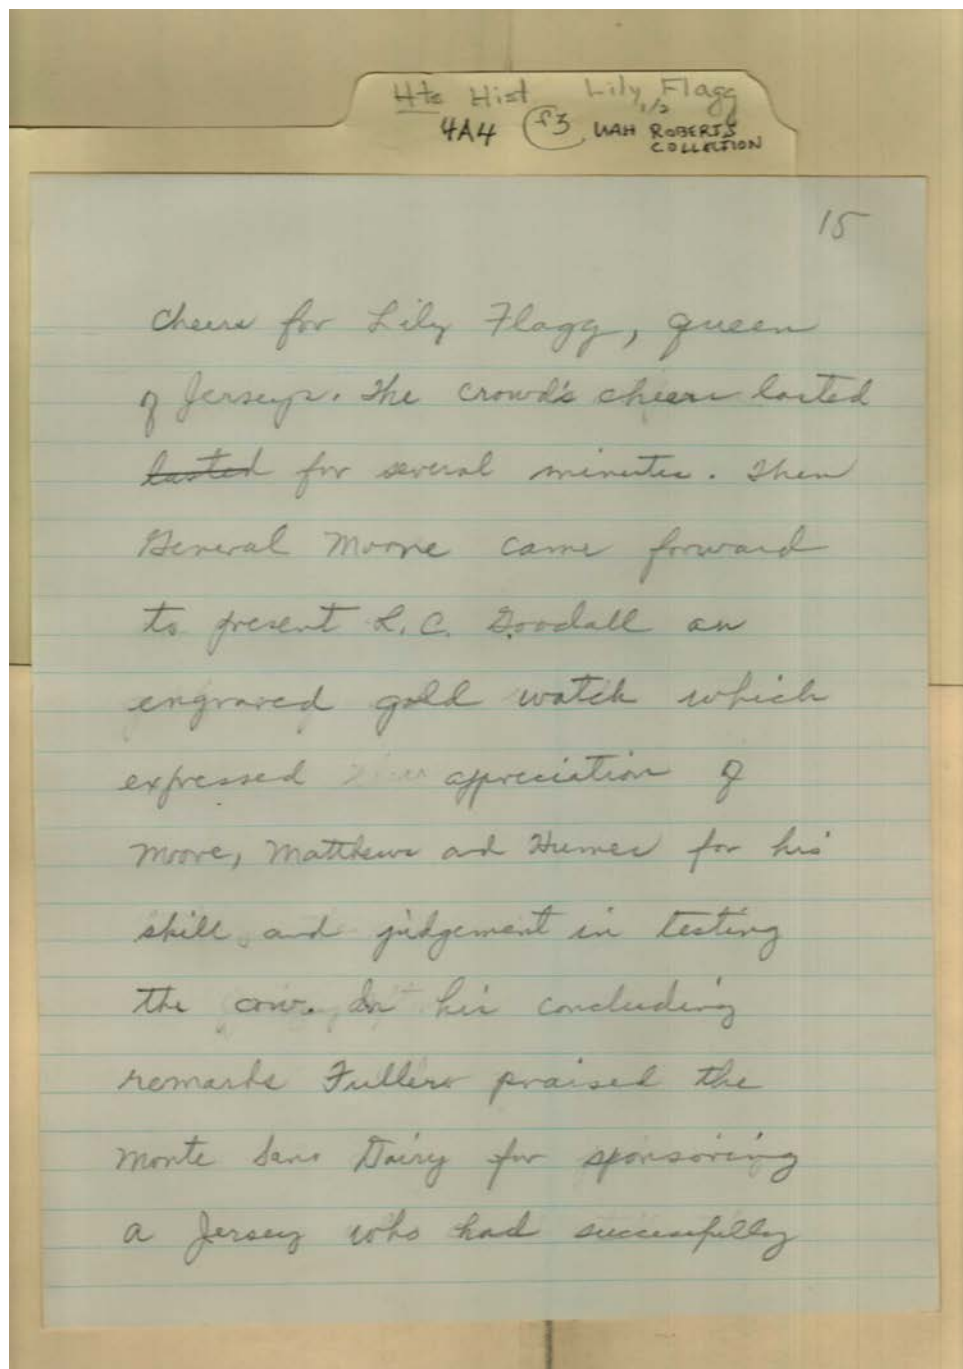 Hts Hist Lily Flagg
1/2
4A4 f3 UAH ROBERTS
COLLECTION
15
cheers for Lily Flagg, queen
of Jerseys. The crowd's cheers lasted
lasted for several minutes. Then
General Moore came forward
to present L. C. Goodall an
engraved gold watch which
expressed appreciation of
Moore, Matthews and Humes for his
skill and judgement in testing
the cow. In his concluding
remarks Fullero praised the
Monte Sano Dairy for sponsoring
a Jersey who had successfully